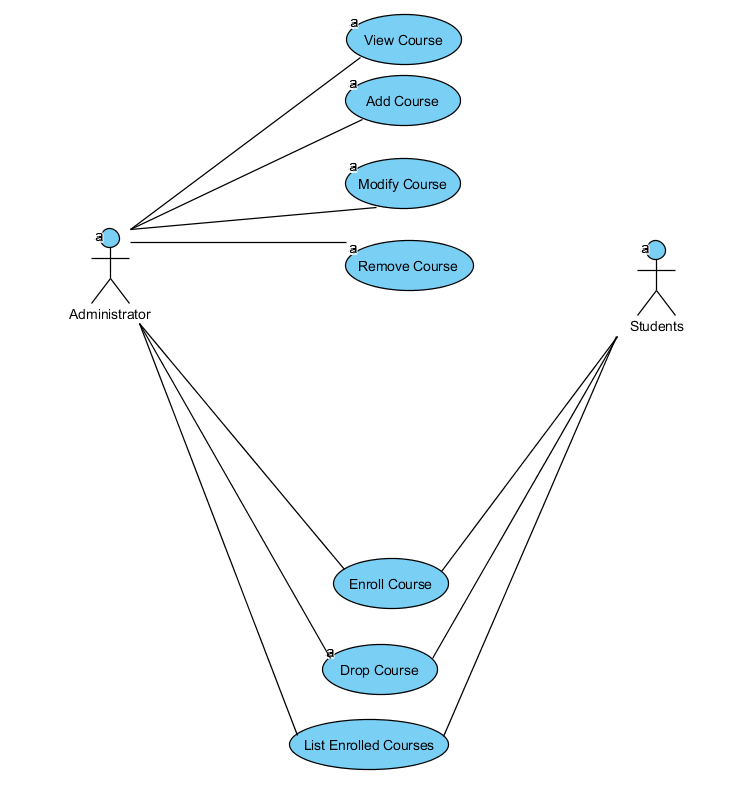 a
View Course
a
Add Course
a
Modify Course
a
Administrator
a
Remove Course
a
Students
Enroll Course
a
Drop Course
List Enrolled Courses